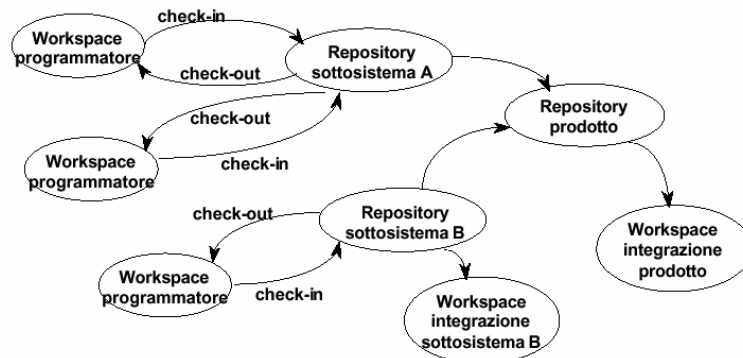 check-in
Workspace
programmatore
check-out
Repository
sottosistema A
check-out
Workspace
programmatore
check-in
Repository
prodotto
check-out
Repository
sottosistema B
Workspace
programmatore
check-in
Workspace
integrazione
prodotto
Workspace
integrazione
sottosistema B